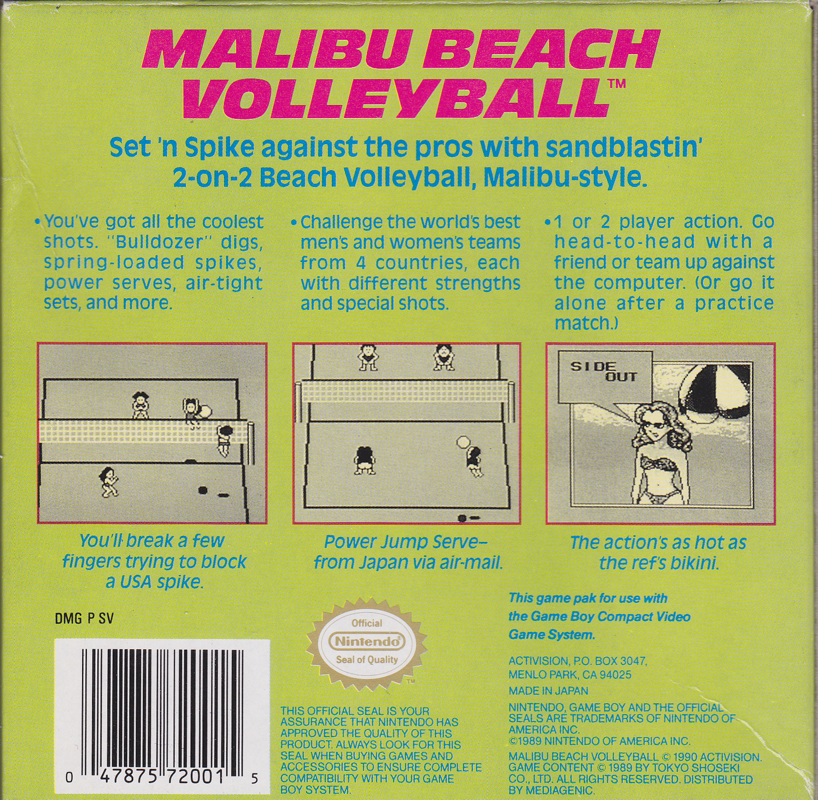 MALIBU BEACH
VOLLEYBALL™
Set 'n Spike against the pros with sandblastin'
2-on-2 Beach Volleyball, Malibu-style.
• You've got all the coolest
shots. "Bulldozer" digs,
spring-loaded spikes,
power serves, air-tight
sets, and more.
• Challenge the world's best
men's and women's teams
from 4 countries, each
with different strengths
and special shots.
• 1 or 2 player action. Go
head-to-head with a
friend or team up against
the computer. (Or go it
alone after a practice
match.)
SIDE
OUT
You'll break a few
fingers trying to block
a USA spike.
Power Jump Serve–
from Japan via air-mail.
The action's as hot as
the ref's bikini.
DMG P SV
0 47875 72001 5
Official
Nintendo®
Seal of Quality
™
THIS OFFICIAL SEAL IS YOUR
ASSURANCE THAT NINTENDO HAS
APPROVED THE QUALITY OF THIS
PRODUCT. ALWAYS LOOK FOR THIS
SEAL WHEN BUYING GAMES AND
ACCESSORIES TO ENSURE COMPLETE
COMPATIBILITY WITH YOUR GAME
BOY SYSTEM.
This game pak for use with
the Game Boy Compact Video
Game System.
ACTIVISION, P.O. BOX 3047,
MENLO PARK, CA 94025
MADE IN JAPAN
NINTENDO, GAME BOY AND THE OFFICIAL
SEALS ARE TRADEMARKS OF NINTENDO OF
AMERICA INC.
©1989 NINTENDO OF AMERICA INC.
MALIBU BEACH VOLLEYBALL © 1990 ACTIVISION.
GAME CONTENT © 1989 BY TOKYO SHOSEKI
CO., LTD. ALL RIGHTS RESERVED. DISTRIBUTED
BY MEDIAGENIC.